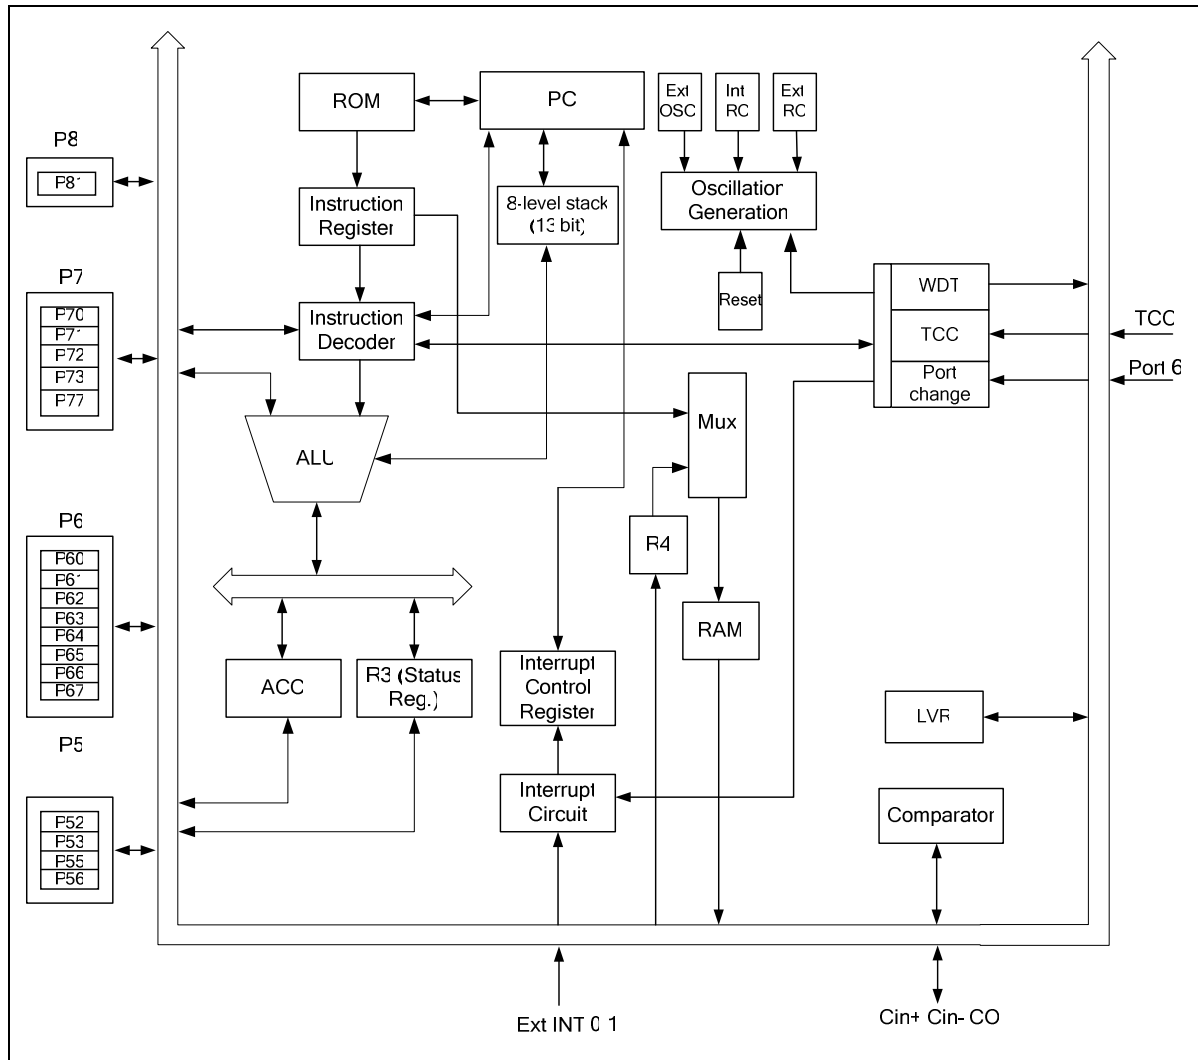 ROM
PC
Ext
OSC
Int
RC
Ext
RC
P8
P81
Instruction
Register
8-level stack
(13 bit)
Oscillation
Generation
P7
P70
P71
P72
P73
P77
Instruction
Decoder
Reset
WDT
TCC
Port
change
TCC
Port 6
ALU
Mux
R4
P6
P60
P61
P62
P63
P64
P65
P66
P67
ACC
R3 (Status
Reg.)
Interrupt
Control
Register
RAM
LVR
P5
P52
P53
P55
P56
Interrupt
Circuit
Comparator
Ext INT 0 1
Cin+ Cin- CO